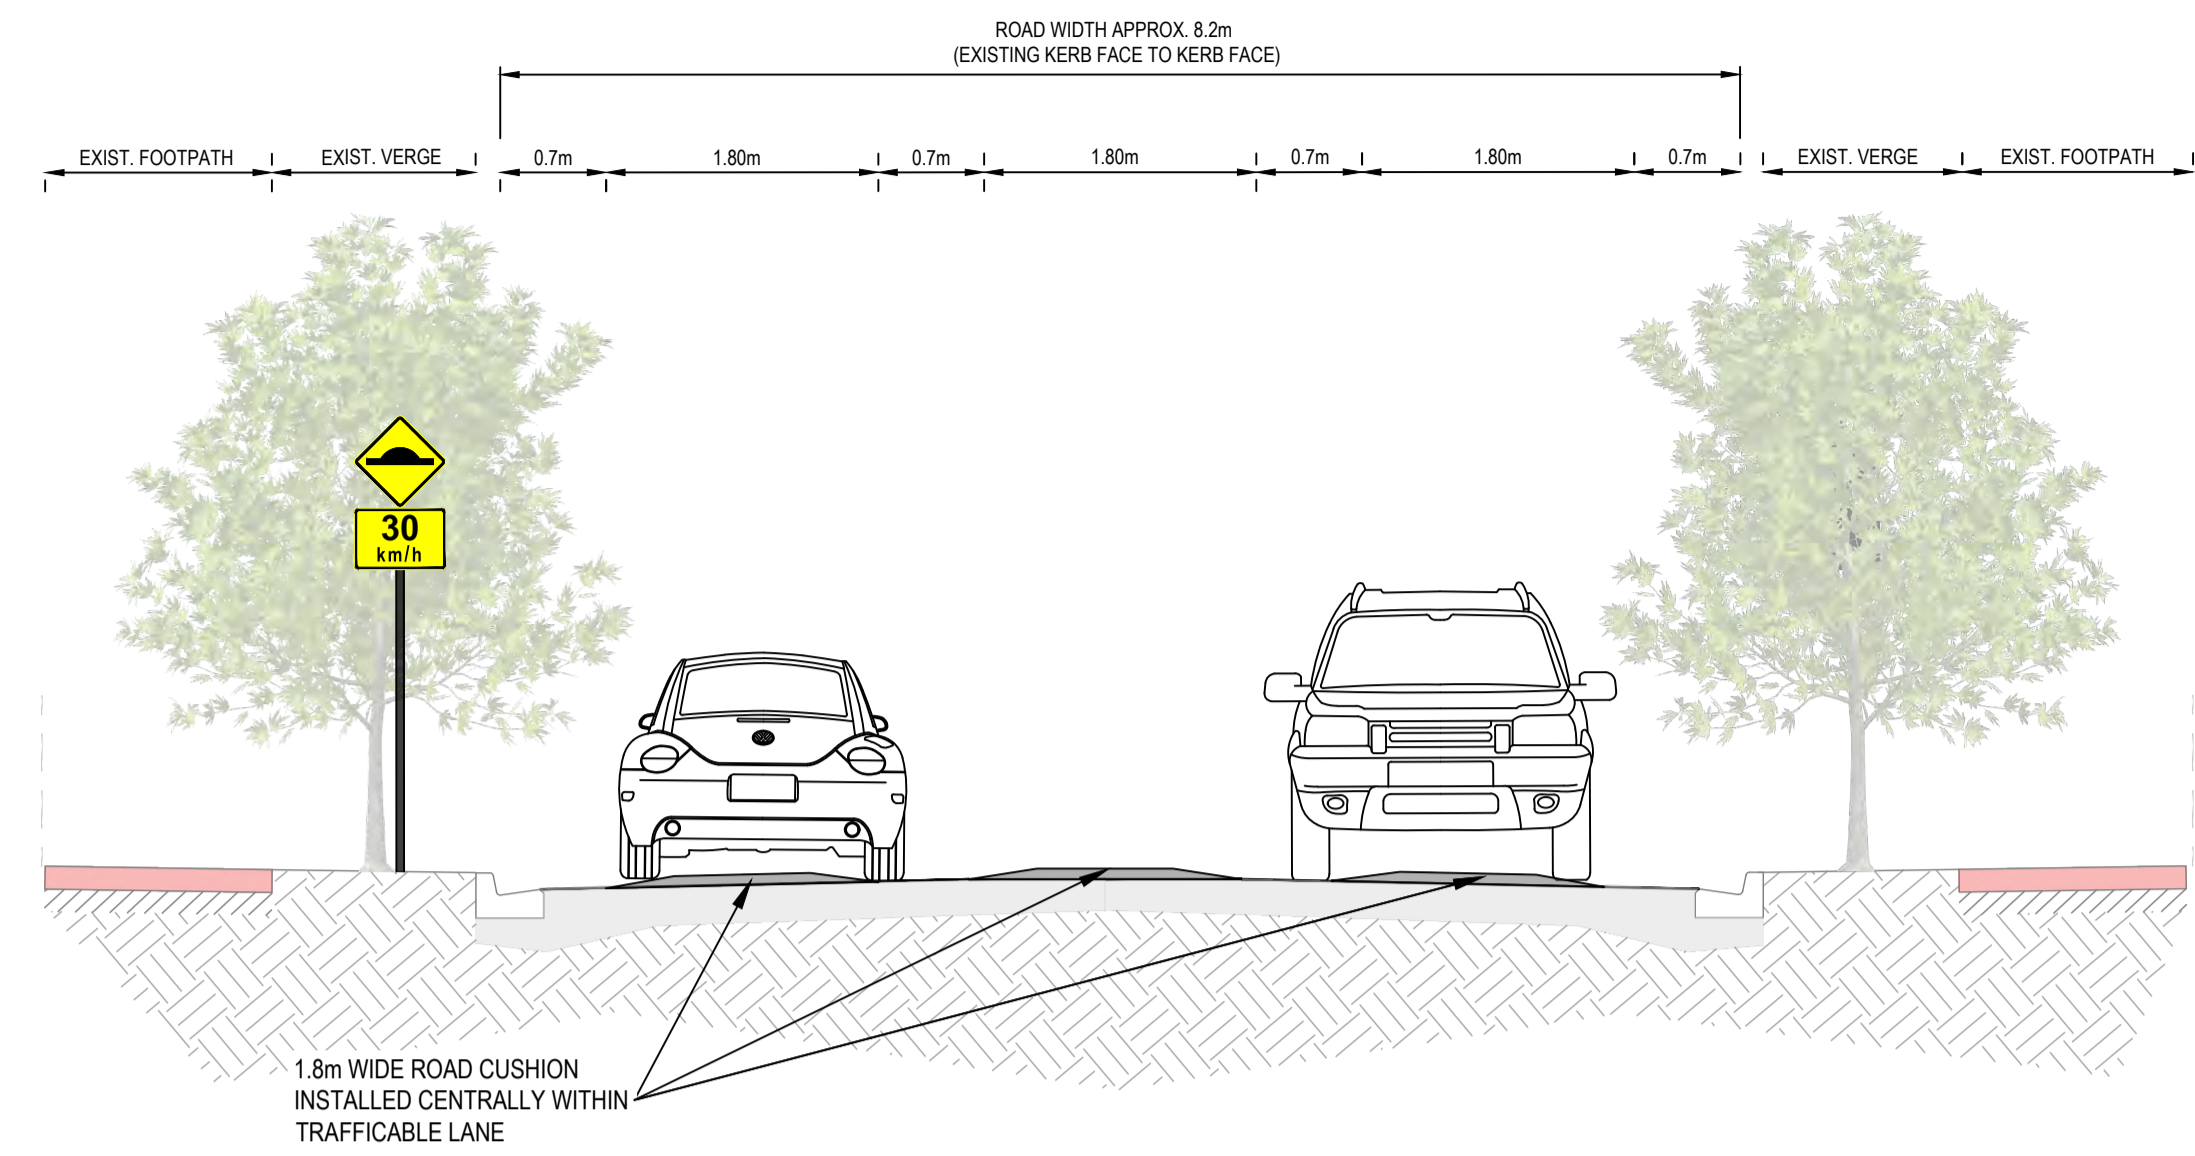 ROAD WIDTH APPROX. 8.2m
(EXISTING KERB FACE TO KERB FACE)
EXIST. FOOTPATH EXIST. VERGE 0.7m 1.80m 0.7m 1.80m 0.7m 1.80m 0.7m EXIST. VERGE EXIST. FOOTPATH
30
km/h
1.8m WIDE ROAD CUSHION
INSTALLED CENTRALLY WITHIN
TRAFFICABLE LANE